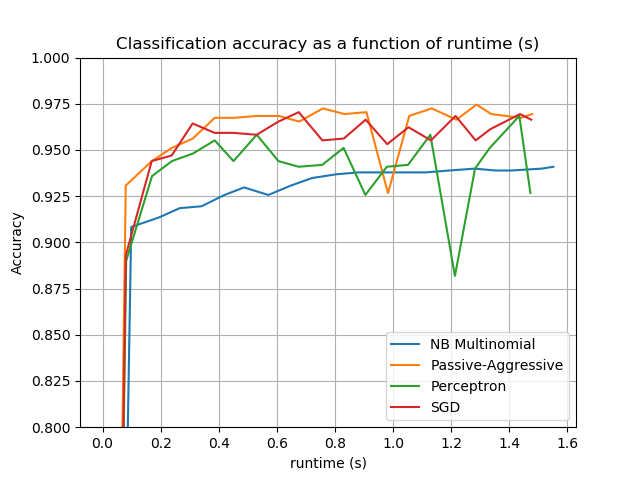 Classification accuracy as a function of runtime (s)
1.000
0.975
0.950
0.925
0.900
0.875
0.850
0.825
0.800
Accuracy
0.0 0.2 0.4 0.6 0.8 1.0 1.2 1.4 1.6
runtime (s)
NB Multinomial
Passive-Aggressive
Perceptron
SGD